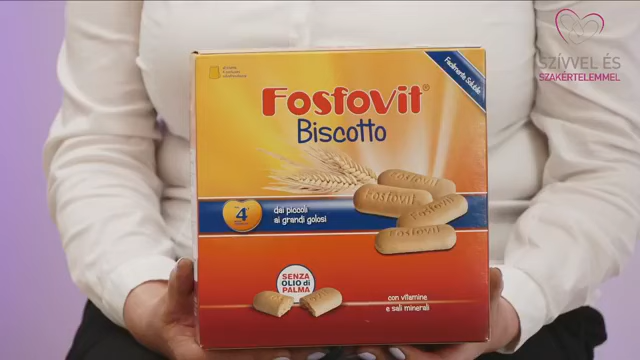 SZÍVVEL ÉS
SZAKÉRTELEMMEL
Facilmente Solubile
Fosfovit®
Biscotto
4°
dai piccoli
ai grandi golosi
FOSFOVIT
FOSFOVIT
FOSFOVIT
SENZA
OLIO di
PALMA
con vitamine
e sali minerali
Fosfovit